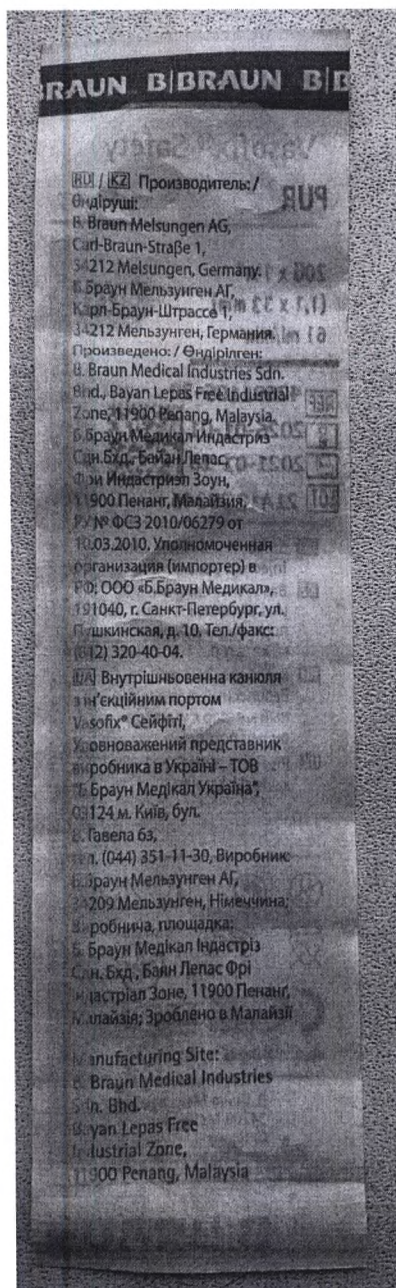 BRAUN B|BRAUN B|B
RU / KZ Производитель: /
Өндіруші:
B. Braun Melsungen AG,
Carl-Braun-Straße 1,
34212 Melsungen, Germany.
Б.Браун Мельзунген АГ,
Карл-Браун-Штрассе 1,
34212 Мельзунген, Германия.
Произведено: / Өндірілген:
B. Braun Medical Industries Sdn.
Bhd., Bayan Lepas Free Industrial
Zone, 11900 Penang, Malaysia.
Б.Браун Медикал Индастриз
Сдн.Бхд., Байан Лепас,
Фри Индастриэл Зоун,
11900 Пенанг, Малайзия,
РУ № ФСЗ 2010/06279 от
10.03.2010. Уполномоченная
организация (импортер) в
РФ: ООО «Б.Браун Медикал»,
191040, г. Санкт-Петербург, ул.
Пушкинская, д. 10. Тел./факс:
(812) 320-40-04.
UA Внутрішньовенна канюля
з ін'єкційним портом
Vasofix® Сейфіті,
Уповноважений представник
виробника в Україні – ТОВ
"Б.Браун Медікал Україна",
03124 м. Київ, бул.
В. Гавела 6з,
тел. (044) 351-11-30, Виробник:
Б.Браун Мельзунген АГ,
34209 Мельзунген, Німеччина;
Виробнича, площадка:
Б. Браун Медікал Індастріз
Сдн. Бхд., Баян Лепас Фрі
Індастріал Зоне, 11900 Пенанг,
Малайзія; Зроблено в Малайзії
Manufacturing Site:
B. Braun Medical Industries
Sdn. Bhd.
Bayan Lepas Free
Industrial Zone,
11900 Penang, Malaysia